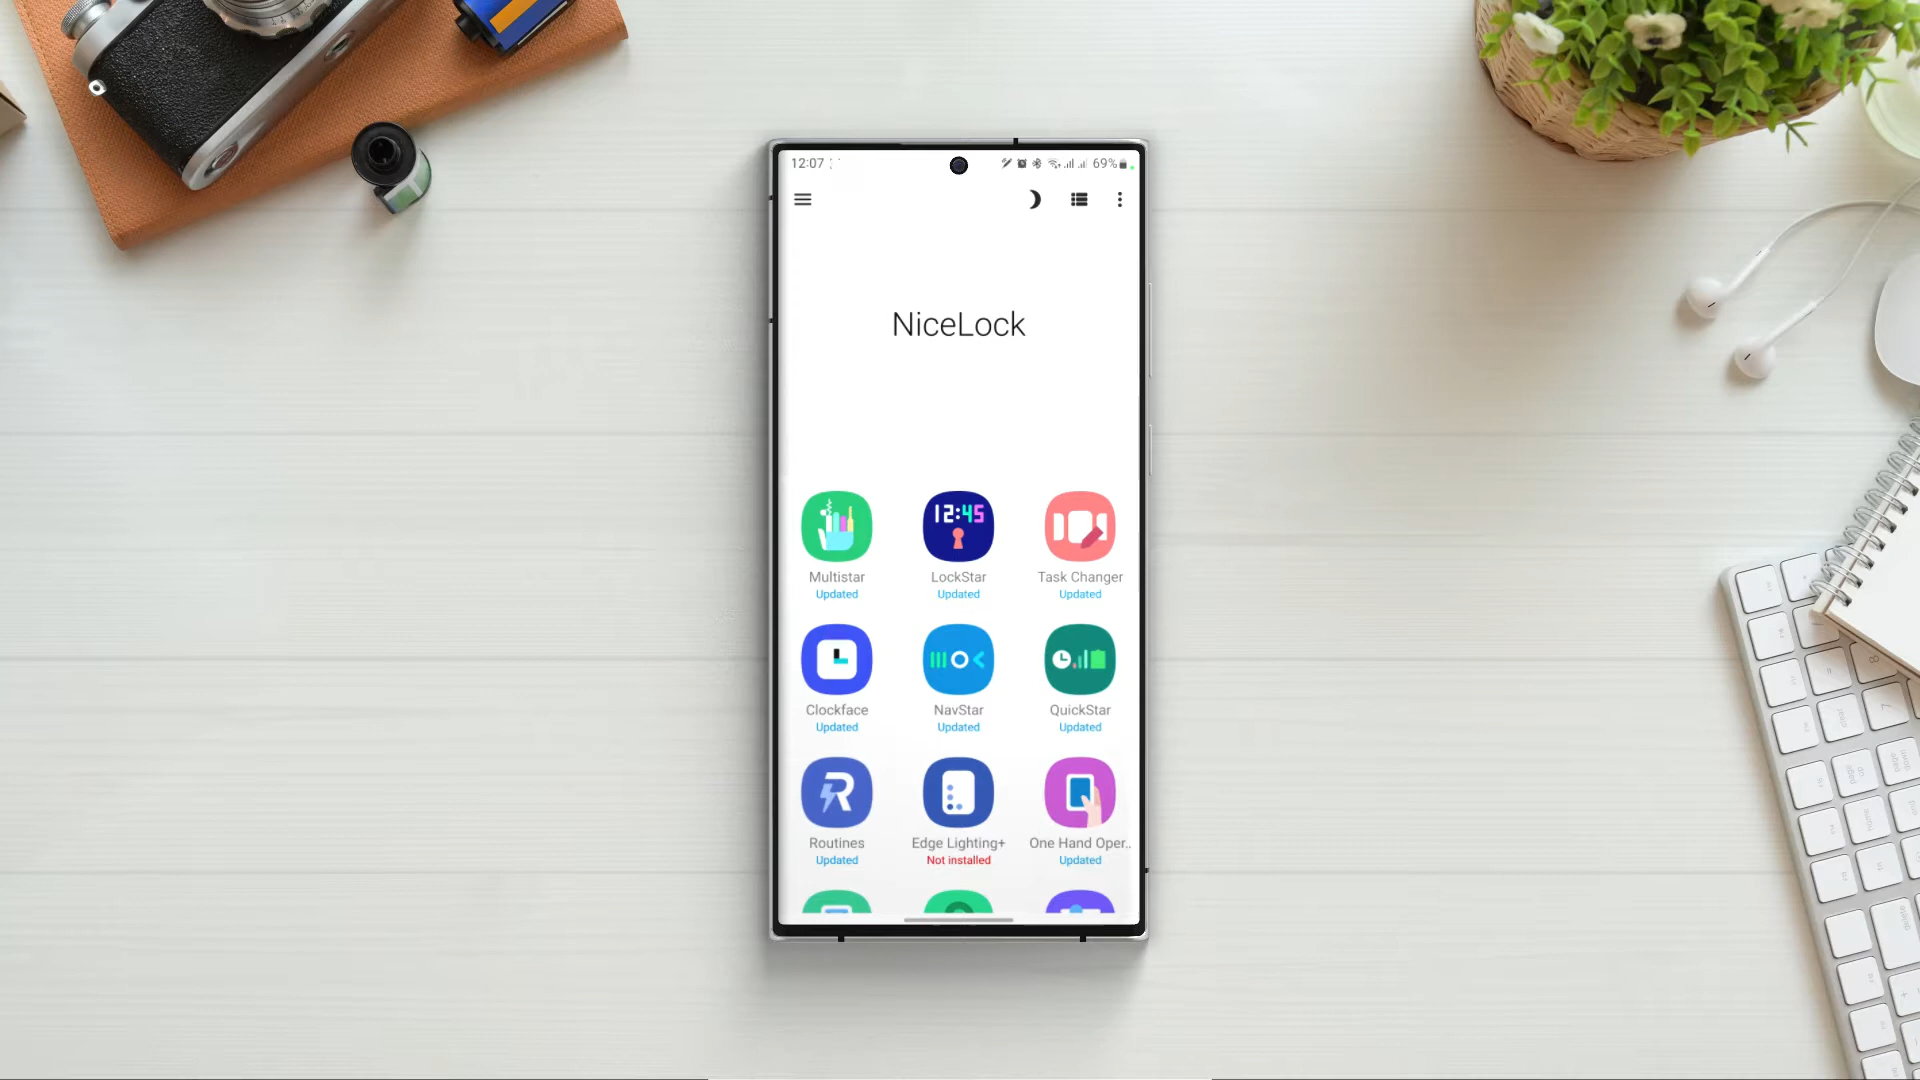 12:07
69%
NiceLock
12:45
Multistar LockStar Task Changer
Updated Updated Updated
Clockface NavStar QuickStar
Updated Updated Updated
R
Routines Edge Lighting+ One Hand Oper..
Updated Not installed Updated